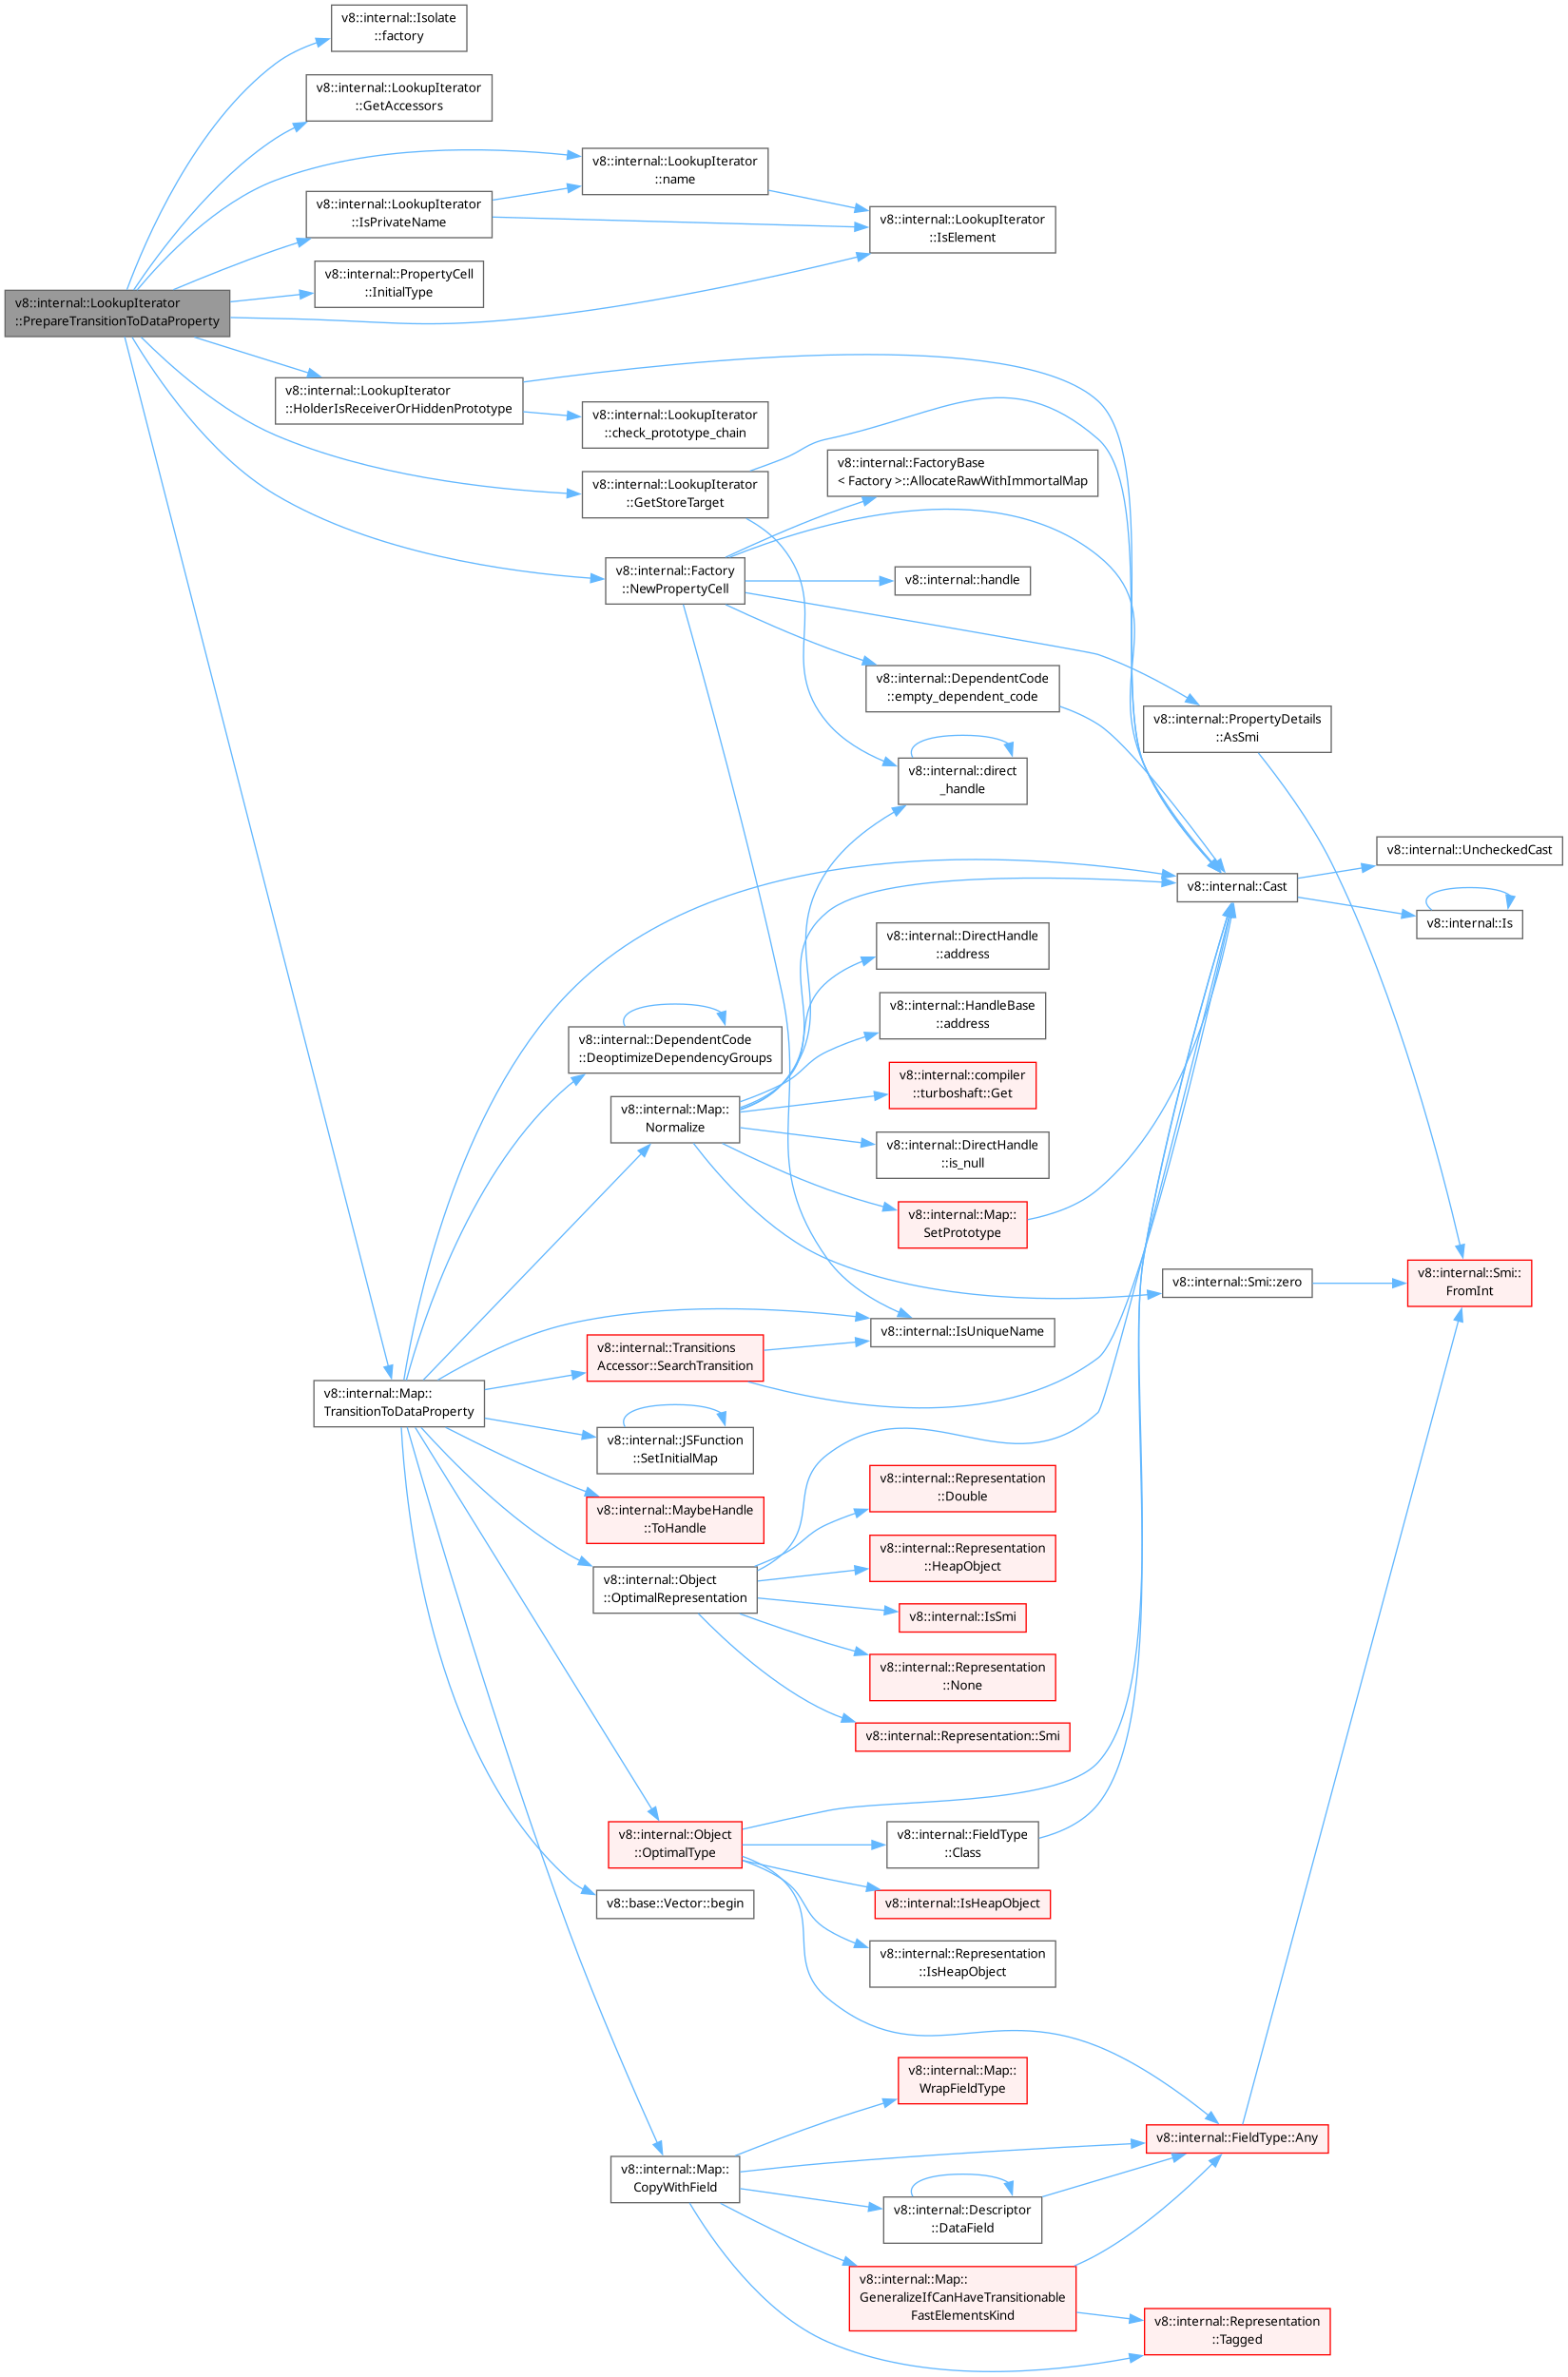 v8::internal::Isolate
::factory
v8::internal::LookupIterator
::GetAccessors
v8::internal::LookupIterator
::name
v8::internal::LookupIterator
::IsPrivateName
v8::internal::LookupIterator
::IsElement
v8::internal::PropertyCell
::InitialType
v8::internal::LookupIterator
::PrepareTransitionToDataProperty
v8::internal::LookupIterator
::HolderIsReceiverOrHiddenPrototype
v8::internal::LookupIterator
::check_prototype_chain
v8::internal::FactoryBase
< Factory >::AllocateRawWithImmortalMap
v8::internal::LookupIterator
::GetStoreTarget
v8::internal::Factory
::NewPropertyCell
v8::internal::handle
v8::internal::DependentCode
::empty_dependent_code
v8::internal::PropertyDetails
::AsSmi
v8::internal::direct
_handle
v8::internal::UncheckedCast
v8::internal::Cast
v8::internal::Is
v8::internal::DirectHandle
::address
v8::internal::HandleBase
::address
v8::internal::DependentCode
::DeoptimizeDependencyGroups
v8::internal::compiler
::turboshaft::Get
v8::internal::Map::
Normalize
v8::internal::DirectHandle
::is_null
v8::internal::Map::
SetPrototype
v8::internal::Smi::zero
v8::internal::Smi::
FromInt
v8::internal::IsUniqueName
v8::internal::Transitions
Accessor::SearchTransition
v8::internal::Map::
TransitionToDataProperty
v8::internal::JSFunction
::SetInitialMap
v8::internal::Representation
::Double
v8::internal::MaybeHandle
::ToHandle
v8::internal::Representation
::HeapObject
v8::internal::Object
::OptimalRepresentation
v8::internal::IsSmi
v8::internal::Representation
::None
v8::internal::Representation::Smi
v8::internal::Object
::OptimalType
v8::internal::FieldType
::Class
v8::base::Vector::begin
v8::internal::IsHeapObject
v8::internal::Representation
::IsHeapObject
v8::internal::Map::
WrapFieldType
v8::internal::FieldType::Any
v8::internal::Map::
CopyWithField
v8::internal::Descriptor
::DataField
v8::internal::Map::
GeneralizeIfCanHaveTransitionable
FastElementsKind
v8::internal::Representation
::Tagged